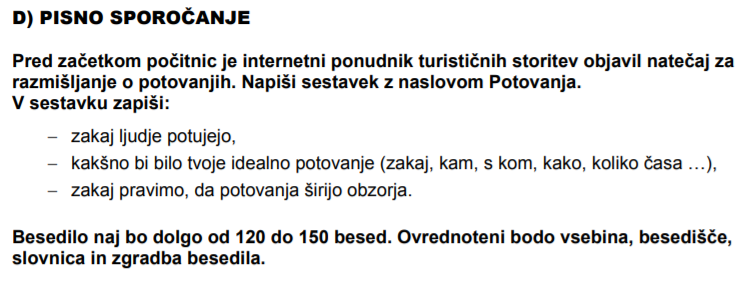 D) PISNO SPOROČANJE
Pred začetkom počitnic je internetni ponudnik turističnih storitev objavil natečaj za
razmišljanje o potovanjih. Napiši sestavek z naslovom Potovanja.
V sestavku zapiši:
– zakaj ljudje potujejo,
– kakšno bi bilo tvoje idealno potovanje (zakaj, kam, s kom, kako, koliko časa …),
– zakaj pravimo, da potovanja širijo obzorja.
Besedilo naj bo dolgo od 120 do 150 besed. Ovrednoteni bodo vsebina, besedišče,
slovnica in zgradba besedila.